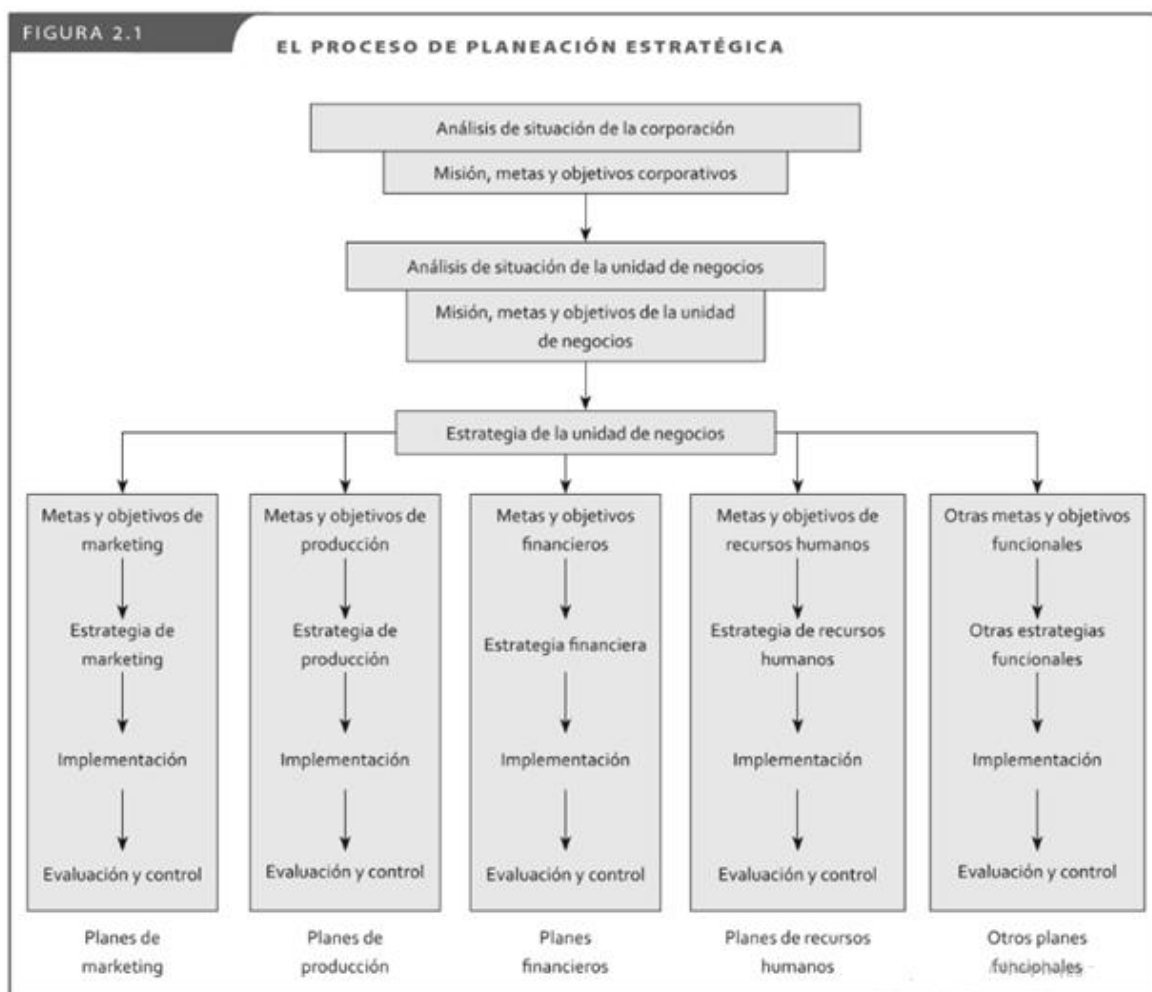 FIGURA 2.1
EL PROCESO DE PLANEACIÓN ESTRATÉGICA
Análisis de situación de la corporación
Misión, metas y objetivos corporativos
Análisis de situación de la unidad de negocios
Misión, metas y objetivos de la unidad
de negocios
Estrategia de la unidad de negocios
Metas y objetivos de
marketing
Estrategia de
marketing
Implementación
Evaluación y control
Planes de
marketing
Metas y objetivos de
producción
Estrategia de
producción
Implementación
Evaluación y control
Planes de
producción
Metas y objetivos
financieros
Estrategia financiera
Implementación
Evaluación y control
Planes
financieros
Metas y objetivos de
recursos humanos
Estrategia de recursos
humanos
Implementación
Evaluación y control
Planes de recursos
humanos
Otras metas y objetivos
funcionales
Otras estrategias
funcionales
Implementación
Evaluación y control
Otros planes
funcionales